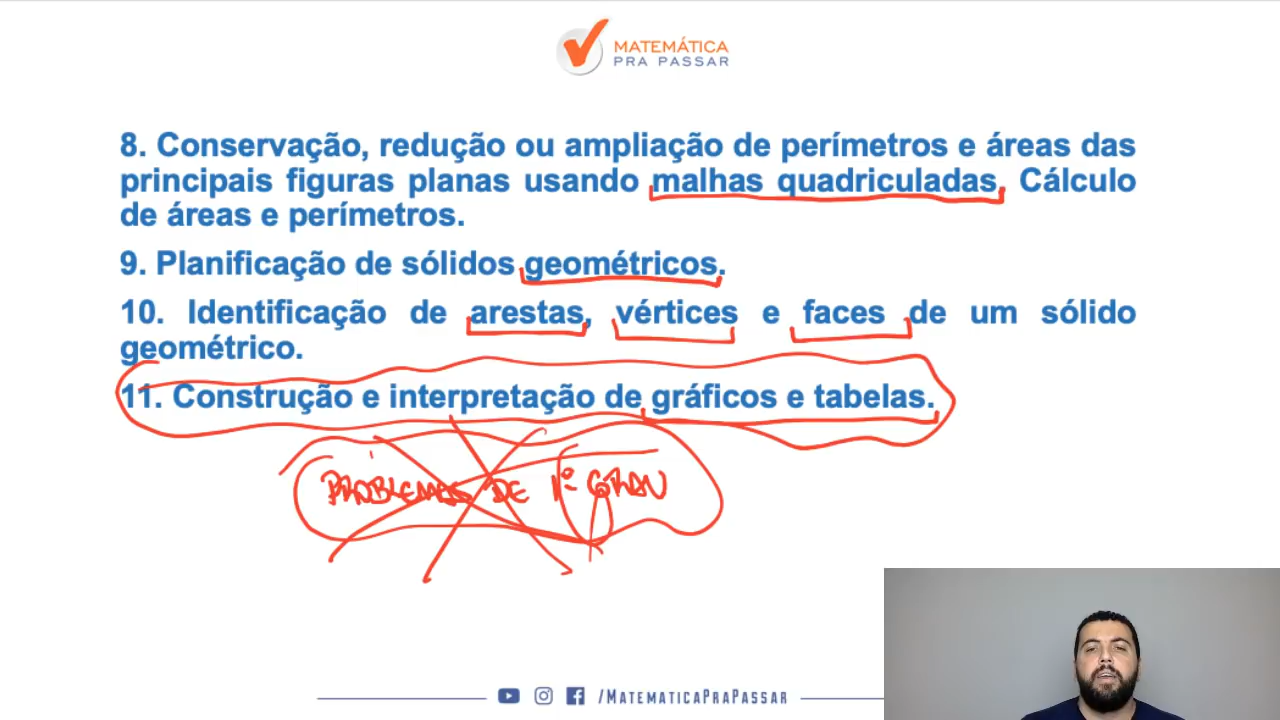 MATEMÁTICA
PRA PASSAR
8. Conservação, redução ou ampliação de perímetros e áreas das
principais figuras planas usando malhas quadriculadas. Cálculo
de áreas e perímetros.
9. Planificação de sólidos geométricos.
10. Identificação de arestas, vértices e faces de um sólido
geométrico.
11. Construção e interpretação de gráficos e tabelas.
PROBLEMAS DE 1º GRAU
/MATEMATICAPRAPASSAR